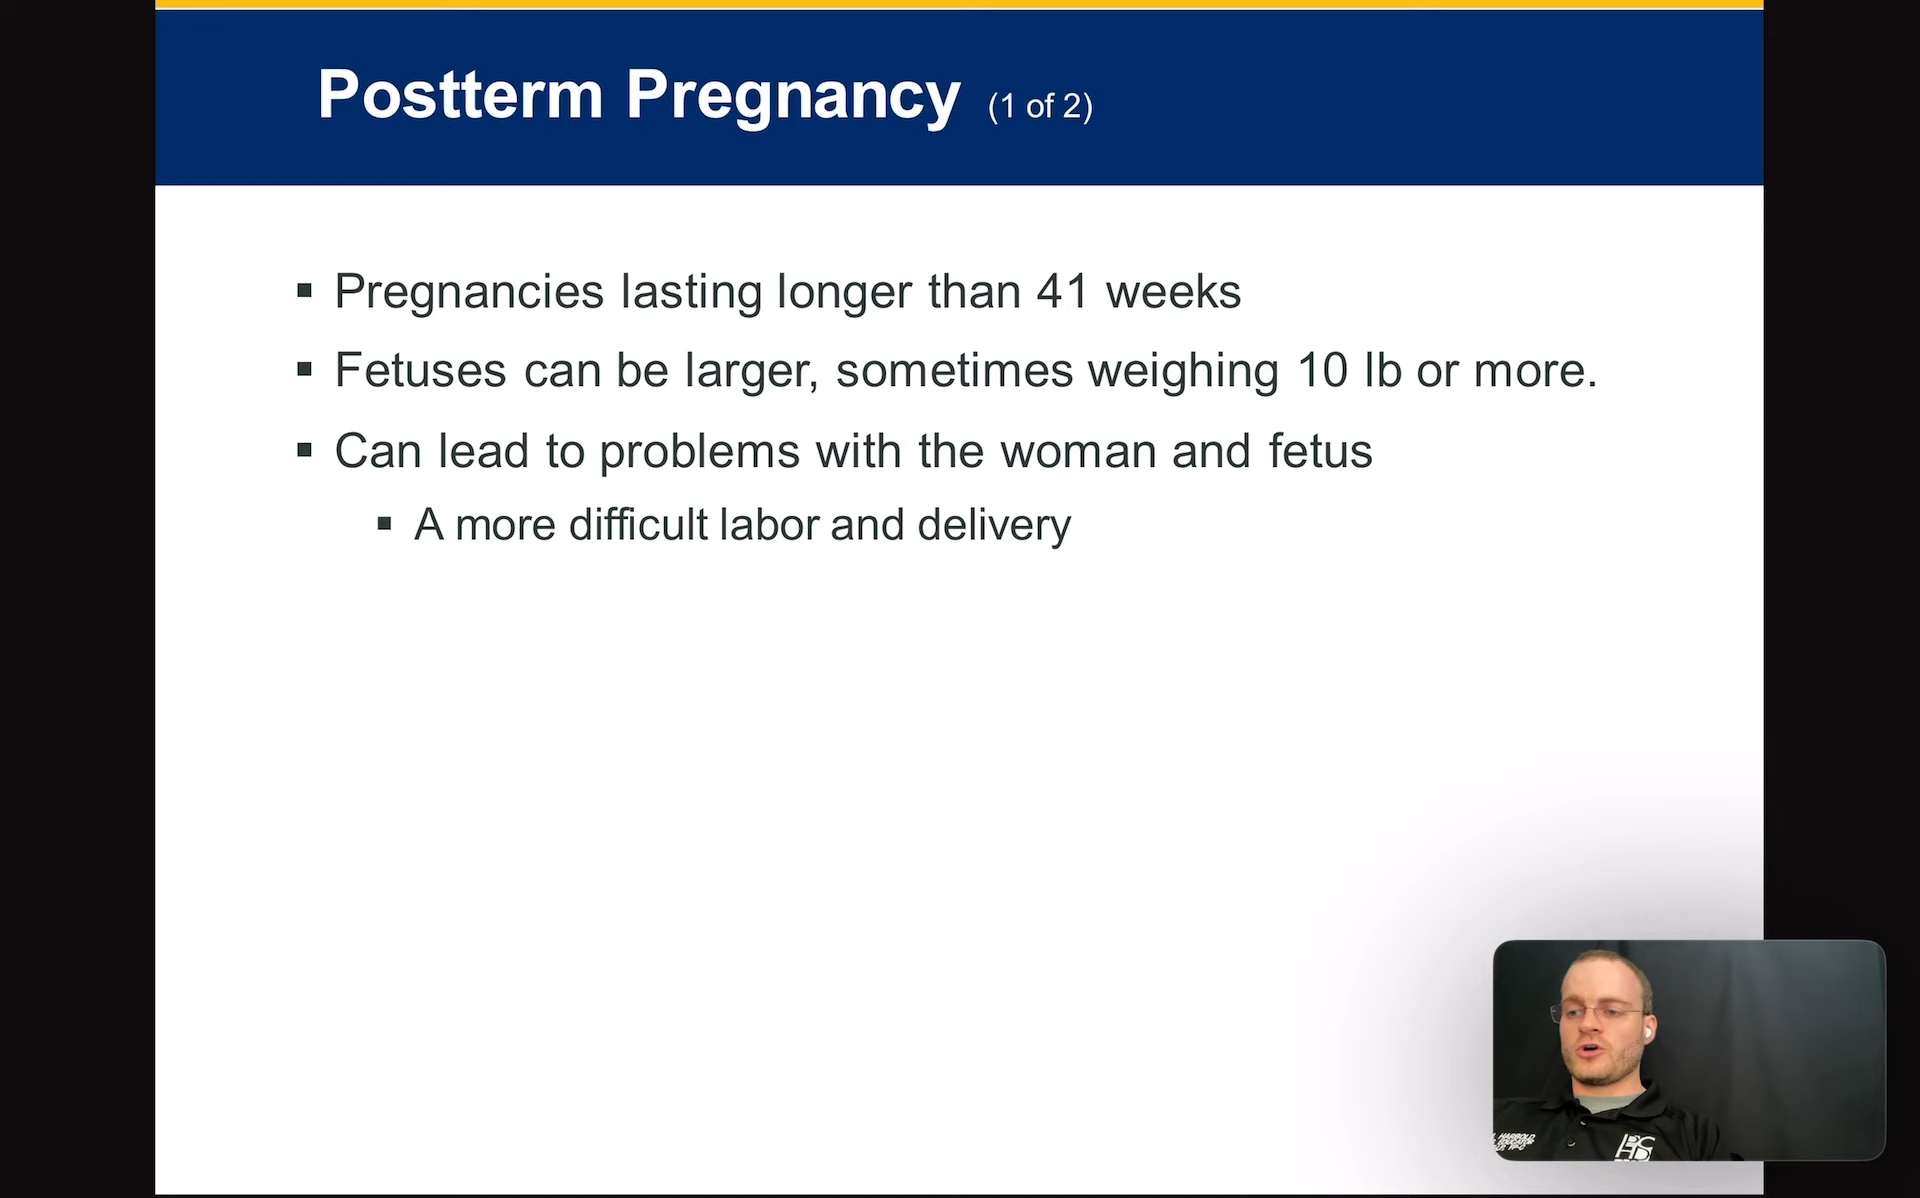 Postterm Pregnancy (1 of 2)
▪ Pregnancies lasting longer than 41 weeks
▪ Fetuses can be larger, sometimes weighing 10 lb or more.
▪ Can lead to problems with the woman and fetus
▪ A more difficult labor and delivery
HARBOLD